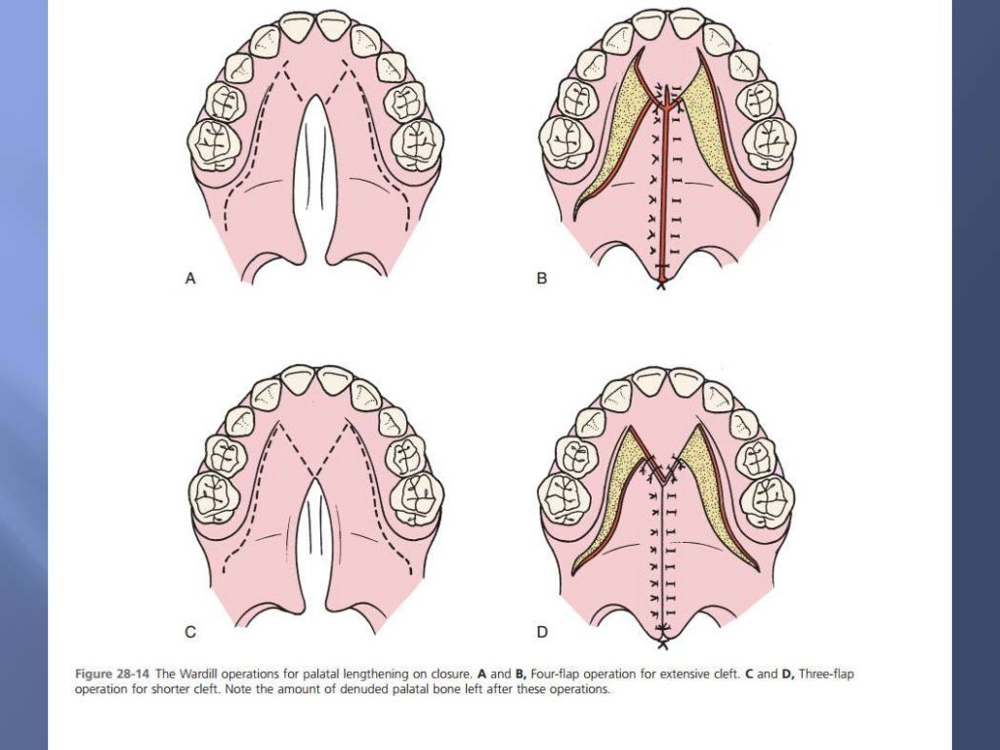 A
B
C
D
Figure 28-14 The Wardill operations for palatal lengthening on closure. A and B, Four-flap operation for extensive cleft. C and D, Three-flap
operation for shorter cleft. Note the amount of denuded palatal bone left after these operations.